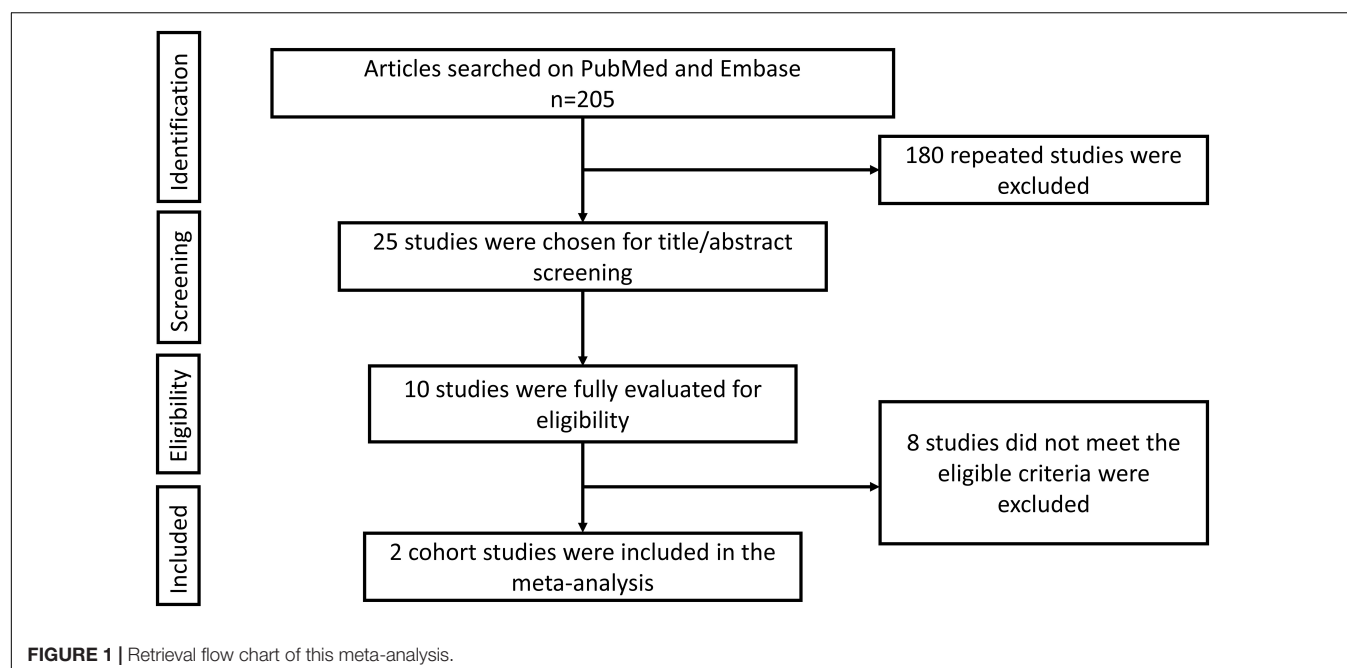 Identification
Articles searched on PubMed and Embase
n=205
180 repeated studies were
excluded
Screening
25 studies were chosen for title/abstract
screening
Eligibility
10 studies were fully evaluated for
eligibility
8 studies did not meet the
eligible criteria were
excluded
Included
2 cohort studies were included in the
meta-analysis
FIGURE 1 | Retrieval flow chart of this meta-analysis.